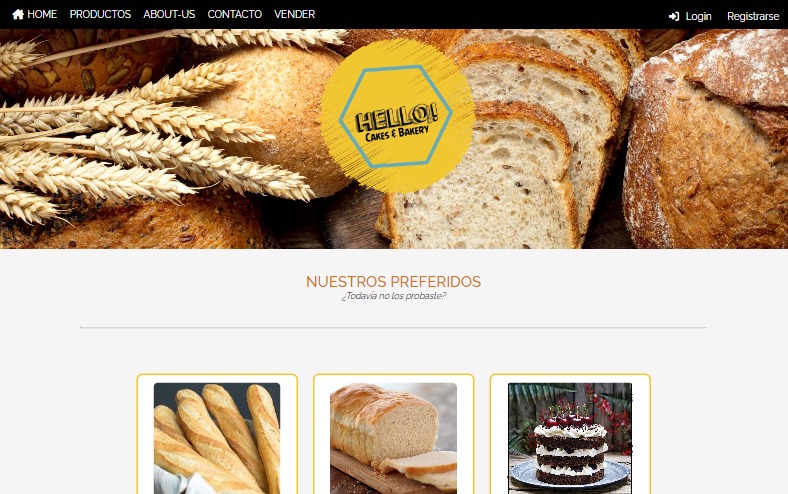 HOME PRODUCTOS ABOUT-US CONTACTO VENDER Login Registrarse
HELLO!
CAKES & BAKERY
NUESTROS PREFERIDOS
¿Todavía no los probaste?